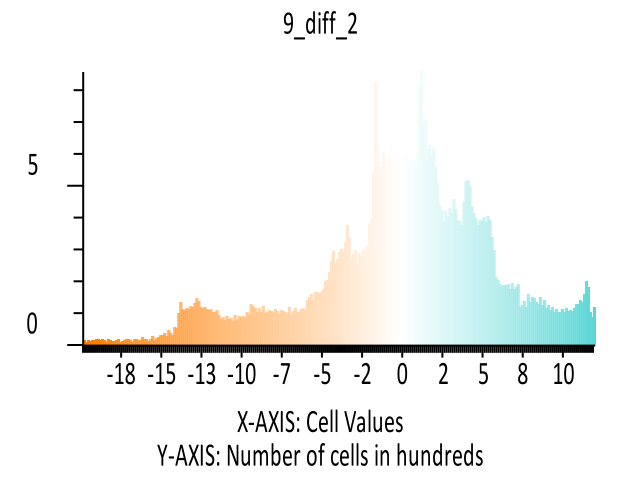 9_diff_2
5
0
-18 -15 -13 -10 -7 -5 -2 0 2 5 8 10
X-AXIS: Cell Values
Y-AXIS: Number of cells in hundreds